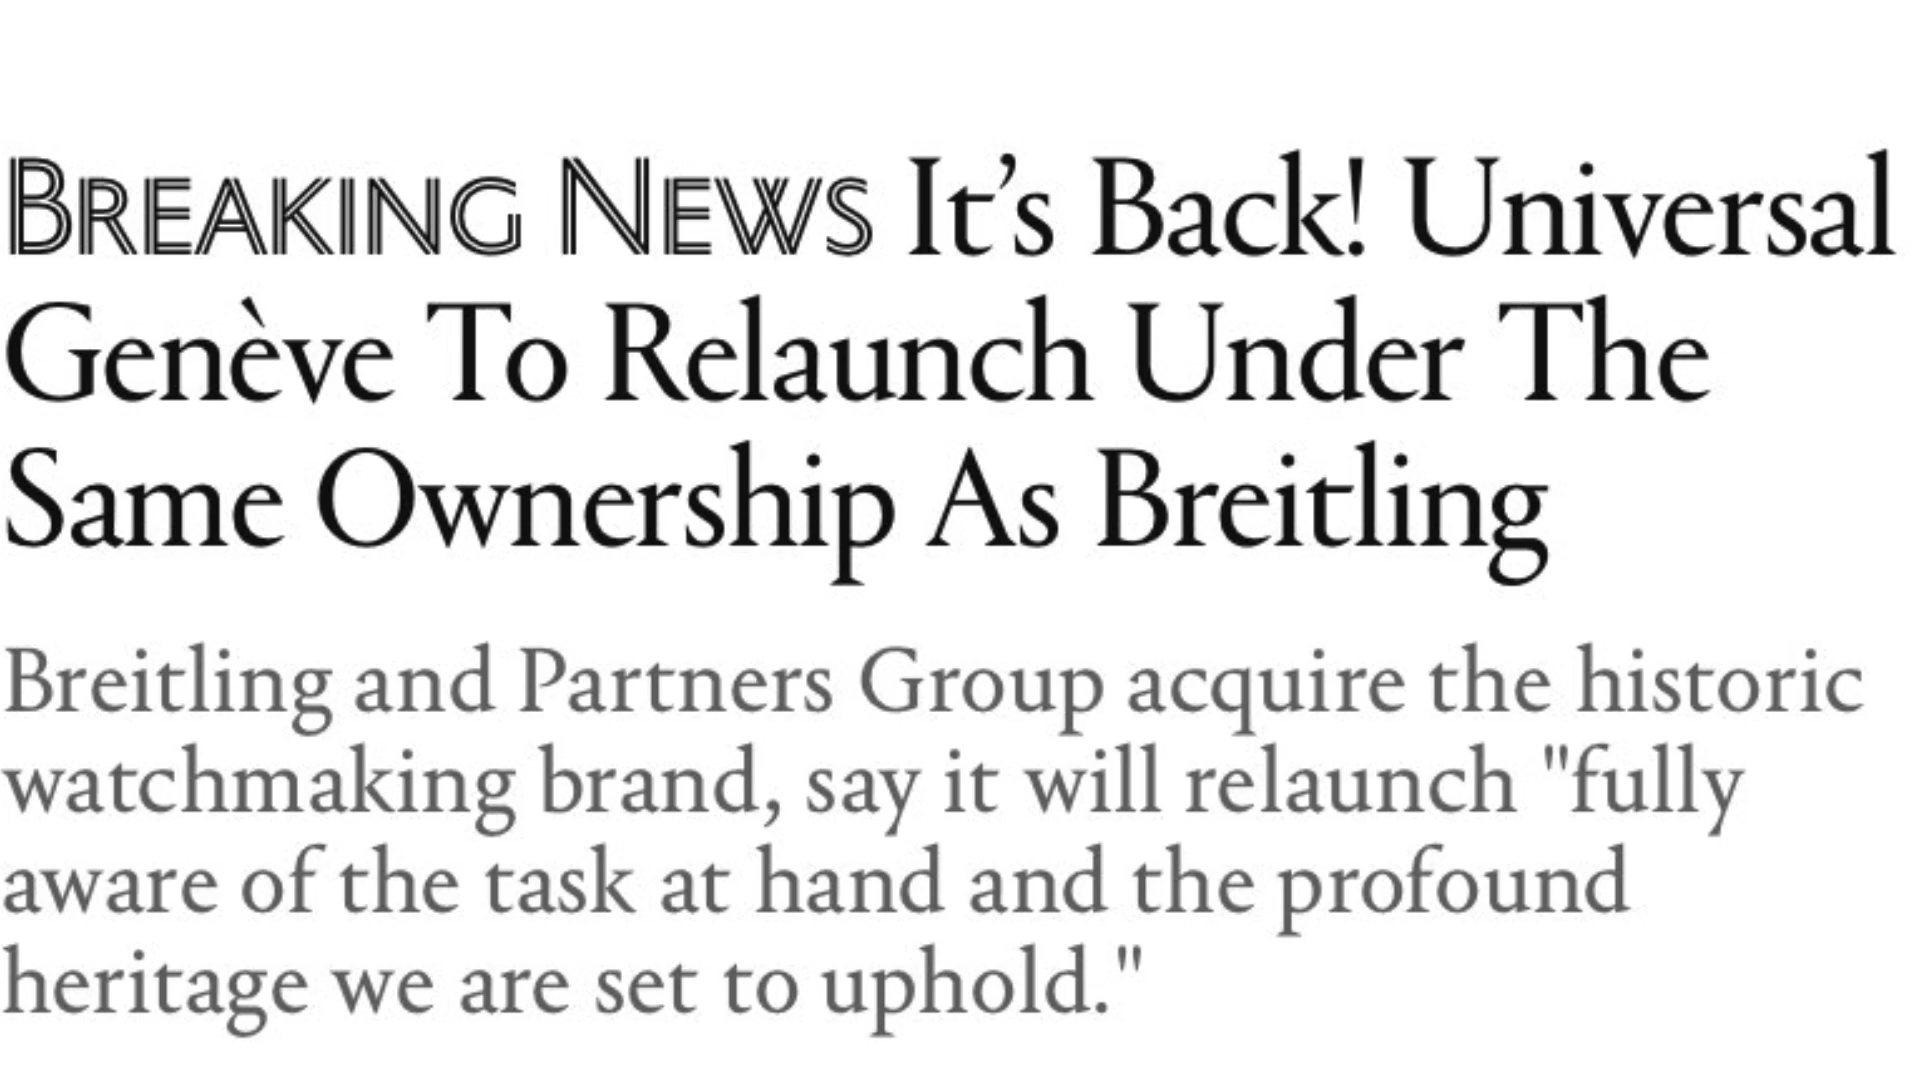 BREAKING NEWS It’s Back! Universal
Genève To Relaunch Under The
Same Ownership As Breitling
Breitling and Partners Group acquire the historic
watchmaking brand, say it will relaunch "fully
aware of the task at hand and the profound
heritage we are set to uphold."